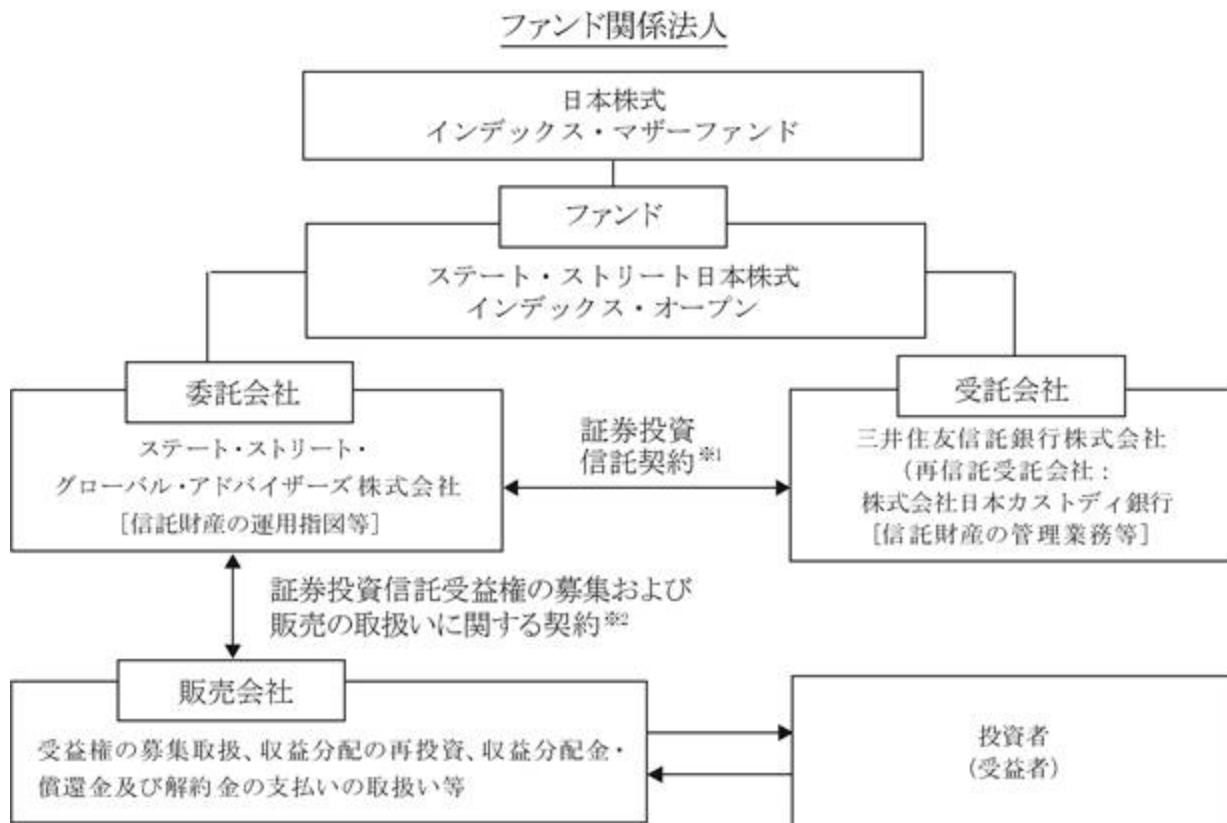 ファンド関係法人
日本株式
インデックス・マザーファンド
ファンド
ステート・ストリート日本株式
インデックス・オープン
委託会社
ステート・ストリート・
グローバル・アドバイザーズ株式会社
［信託財産の運用指図等］
証券投資
信託契約※1
受託会社
三井住友信託銀行株式会社
（再信託受託会社：
株式会社日本カストディ銀行
［信託財産の管理業務等］
証券投資信託受益権の募集および
販売の取扱いに関する契約※2
販売会社
受益権の募集取扱、収益分配の再投資、収益分配金・
償還金及び解約金の支払いの取扱い等
投資者
（受益者）